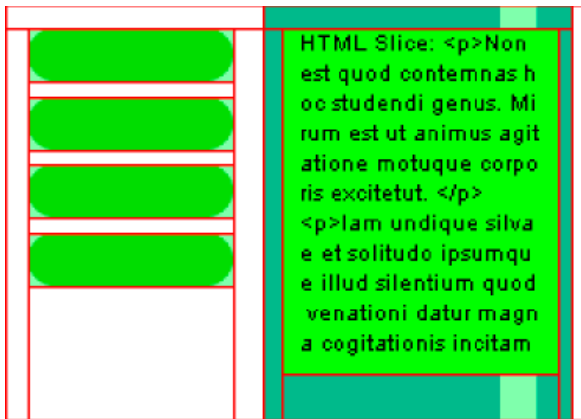 HTML Slice: <p>Non
est quod contemnas h
oc studendi genus. Mi
rum est ut animus agit
atione motuque corpo
ris excitetut. </p>
<p>Iam undique silva
e et solitudo ipsumqu
e illud silentium quod
venationi datur magn
a cogitationis incitam